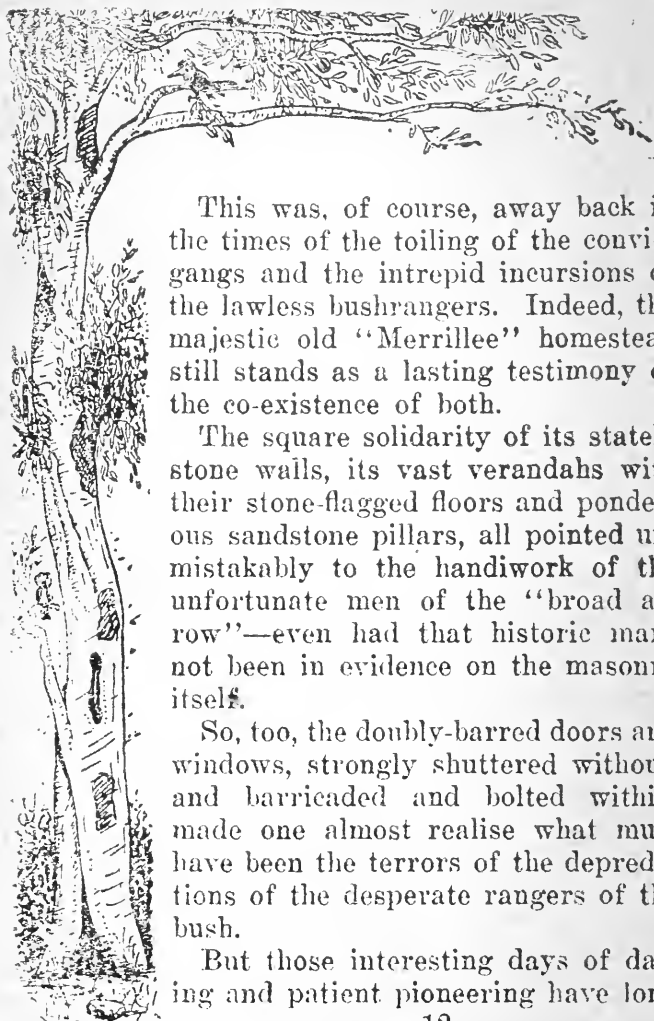 This was, of course, away back i
the times of the toiling of the convi
gangs and the intrepid incursions o
the lawless bushrangers. Indeed, th
majestic old "Merrillee" homestea
still stands as a lasting testimony o
the co-existence of both.
The square solidarity of its state
stone walls, its vast verandahs wi
their stone-flagged floors and ponde
ous sandstone pillars, all pointed u
mistakably to the handiwork of th
unfortunate men of the "broad a
row"—even had that historic mar
not been in evidence on the mason
itself.
So, too, the doubly-barred doors an
windows, strongly shuttered withou
and barricaded and bolted withi
made one almost realise what mu
have been the terrors of the depred
tions of the desperate rangers of th
bush.
But those interesting days of da
ing and patient pioneering have lon